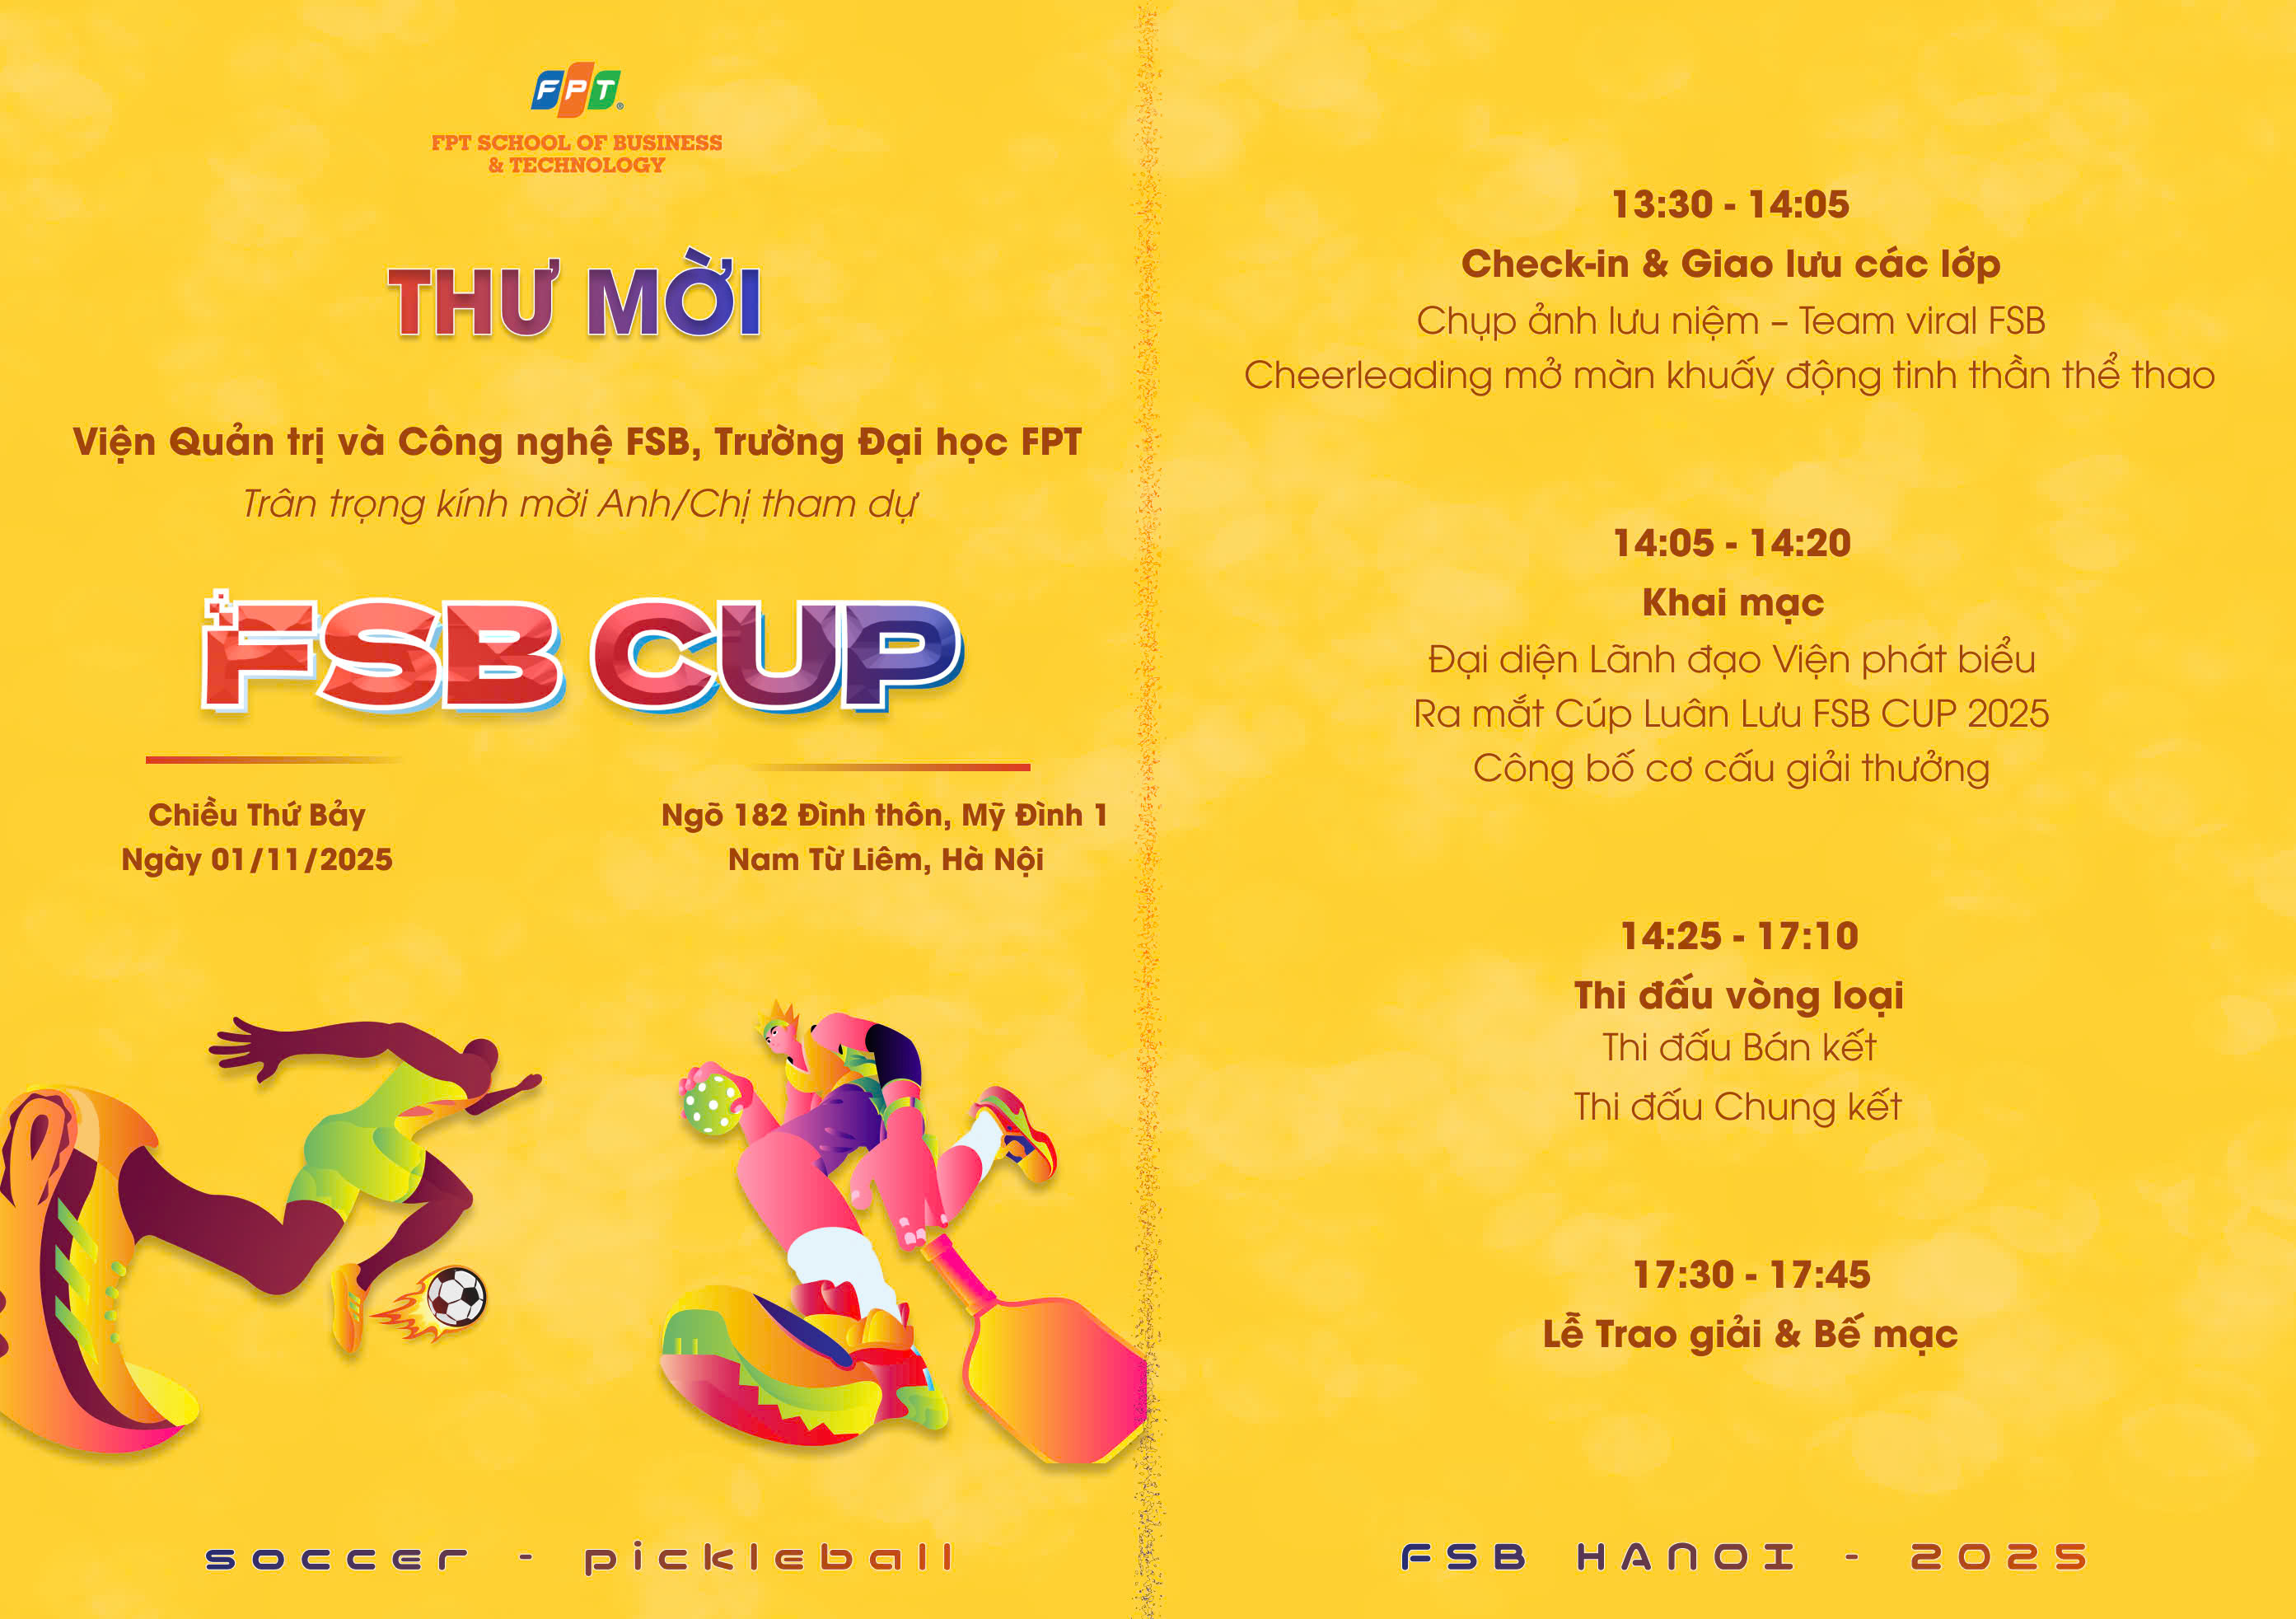 FPT
FPT SCHOOL OF BUSINESS
& TECHNOLOGY
THƯ MỜI
Viện Quản trị và Công nghệ FSB, Trường Đại học FPT
Trân trọng kính mời Anh/Chị tham dự
FSB CUP
Chiều Thứ Bảy
Ngày 01/11/2025
Ngõ 182 Đình thôn, Mỹ Đình 1
Nam Từ Liêm, Hà Nội
soccer - pickleball
13:30 - 14:05
Check-in & Giao lưu các lớp
Chụp ảnh lưu niệm – Team viral FSB
Cheerleading mở màn khuấy động tinh thần thể thao
14:05 - 14:20
Khai mạc
Đại diện Lãnh đạo Viện phát biểu
Ra mắt Cúp Luân Lưu FSB CUP 2025
Công bố cơ cấu giải thưởng
14:25 - 17:10
Thi đấu vòng loại
Thi đấu Bán kết
Thi đấu Chung kết
17:30 - 17:45
Lễ Trao giải & Bế mạc
FSB HANOI - 2025